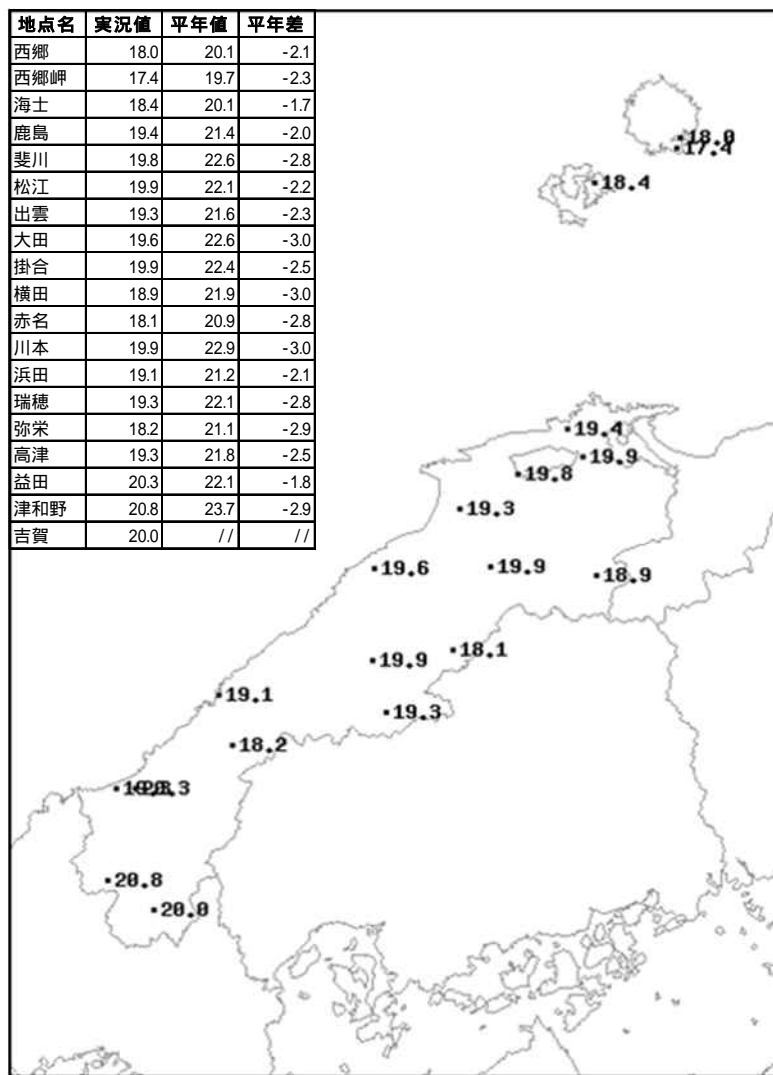 地点名 実況値 平年値 平年差
西郷 18.0 20.1 -2.1
西郷岬 17.4 19.7 -2.3
海士 18.4 20.1 -1.7
鹿島 19.4 21.4 -2.0
斐川 19.8 22.6 -2.8
松江 19.9 22.1 -2.2
出雲 19.3 21.6 -2.3
大田 19.6 22.6 -3.0
掛合 19.9 22.4 -2.5
横田 18.9 21.9 -3.0
赤名 18.1 20.9 -2.8
川本 19.9 22.9 -3.0
浜田 19.1 21.2 -2.1
瑞穂 19.3 22.1 -2.8
弥栄 18.2 21.1 -2.9
高津 19.3 21.8 -2.5
益田 20.3 22.1 -1.8
津和野 20.8 23.7 -2.9
吉賀 20.0 // //
18.0
17.4
18.4
19.4
19.9
19.8
19.3
19.6 19.9 18.9
18.1
19.9
19.1
19.3
18.2
20.8
20.0